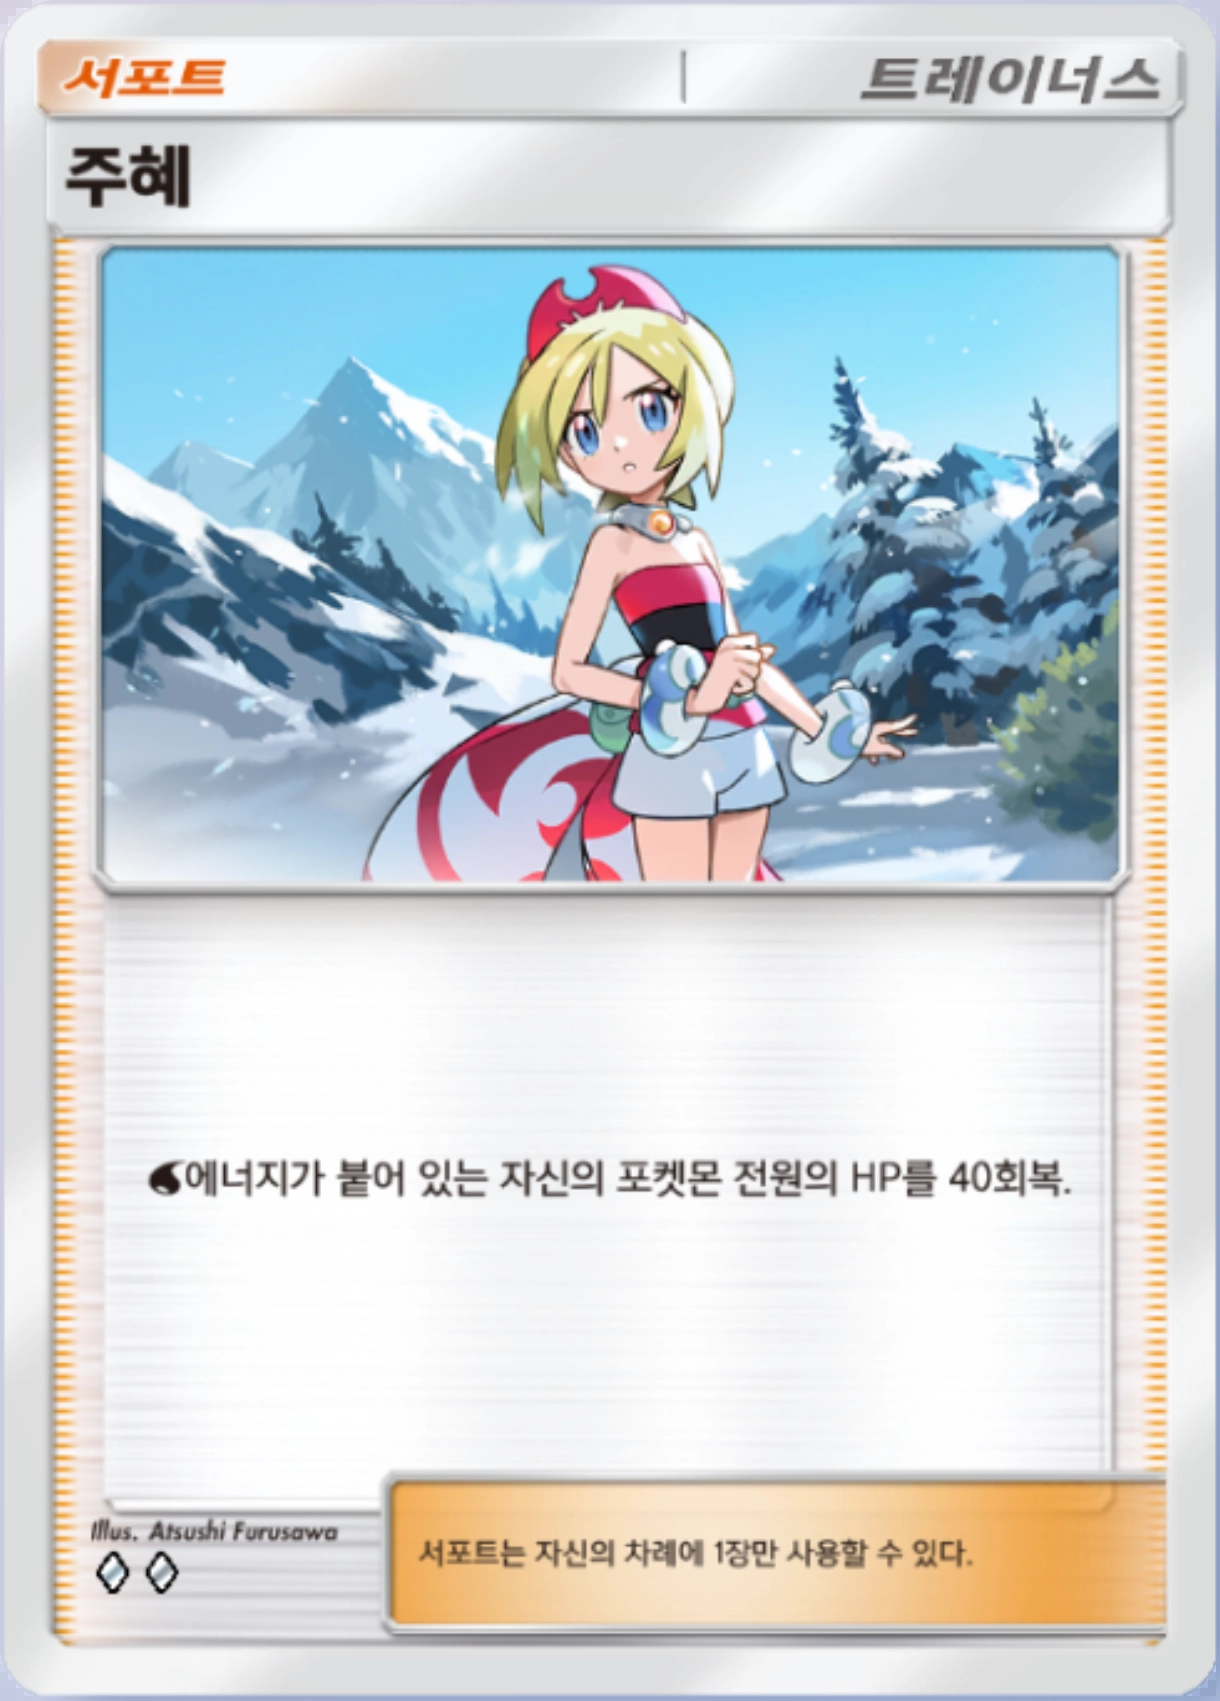 서포트
트레이너스
주혜
에너지가 붙어 있는 자신의 포켓몬 전원의 HP를 40회복.
Illus. Atsushi Furusawa
서포트는 자신의 차례에 1장만 사용할 수 있다.